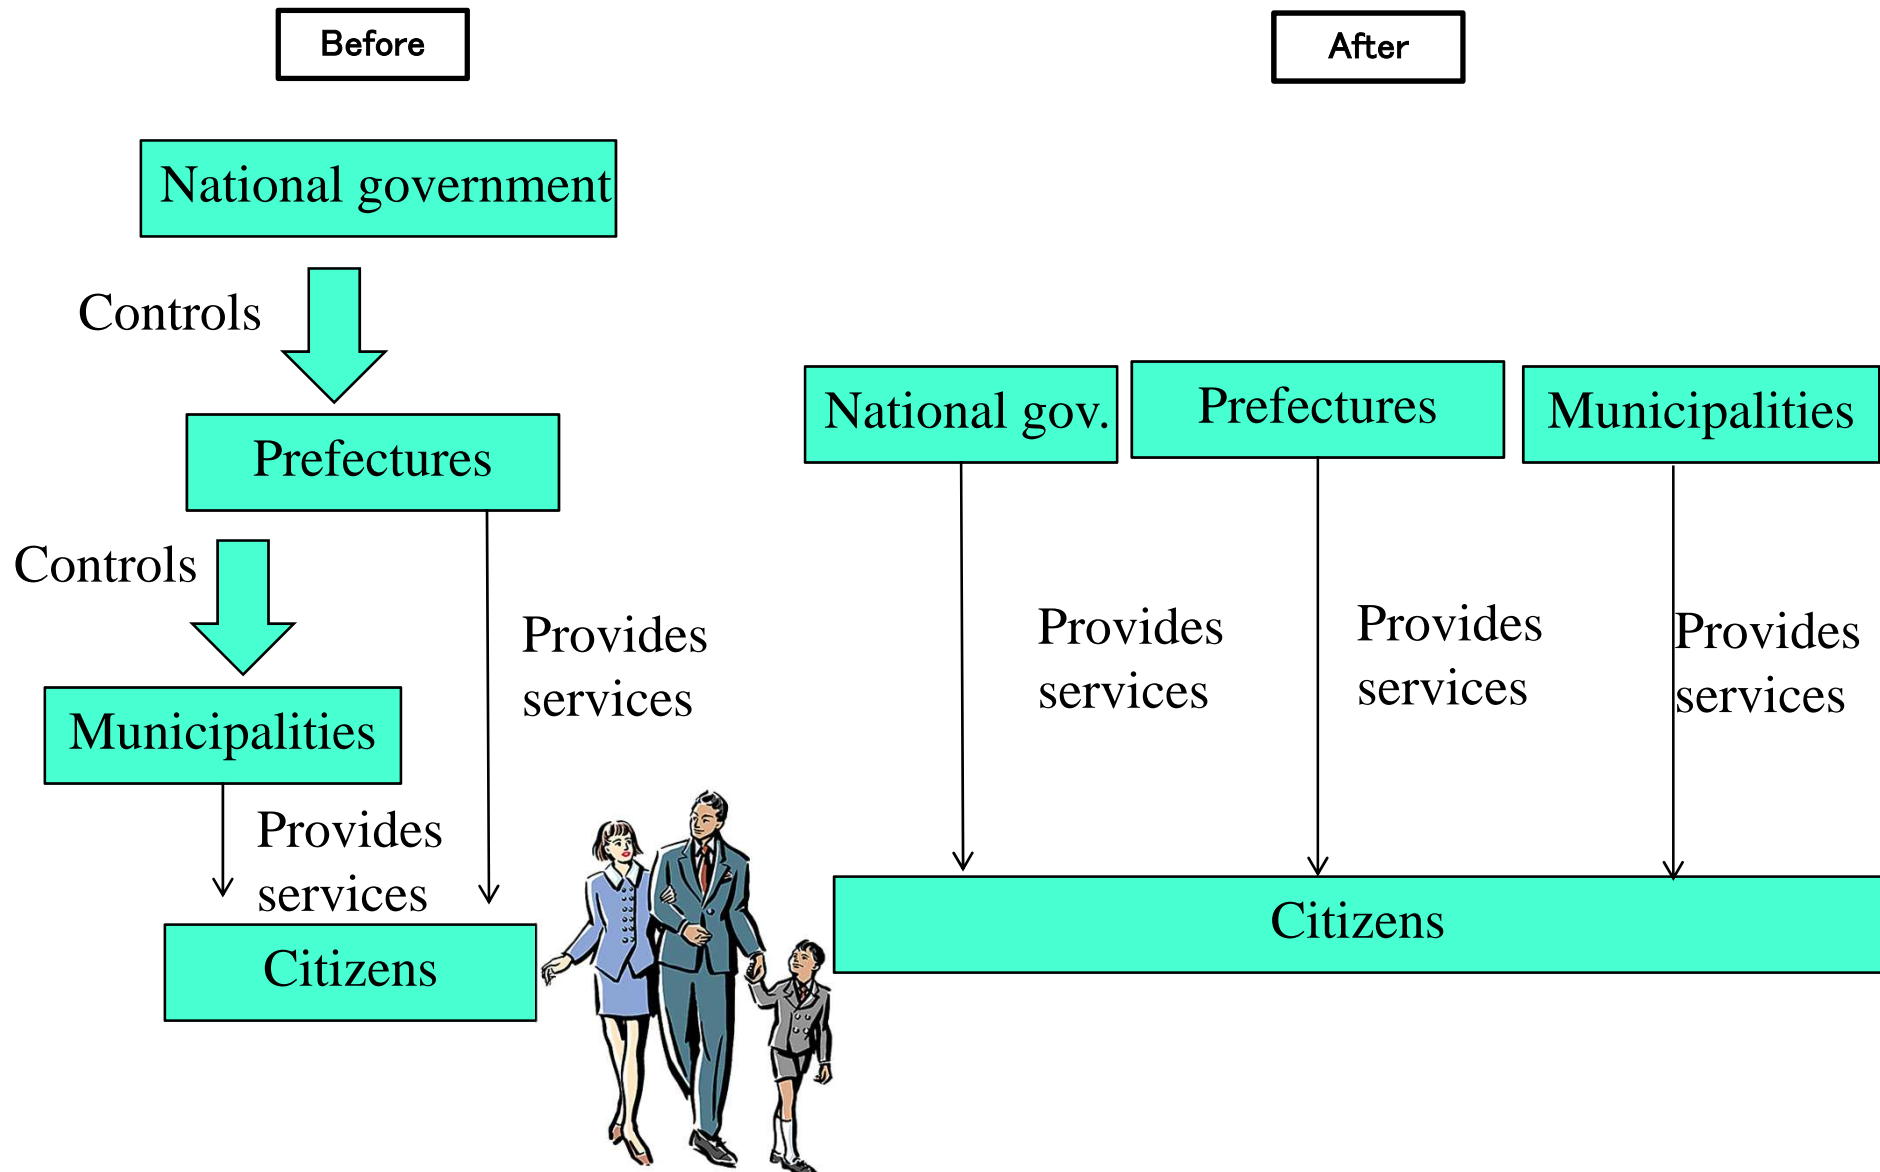 Before
National government
Controls
Prefectures
Controls
Provides
services
Municipalities
Provides
services
Citizens
After
National gov.
Prefectures
Municipalities
Provides
services
Provides
services
Provides
services
Citizens